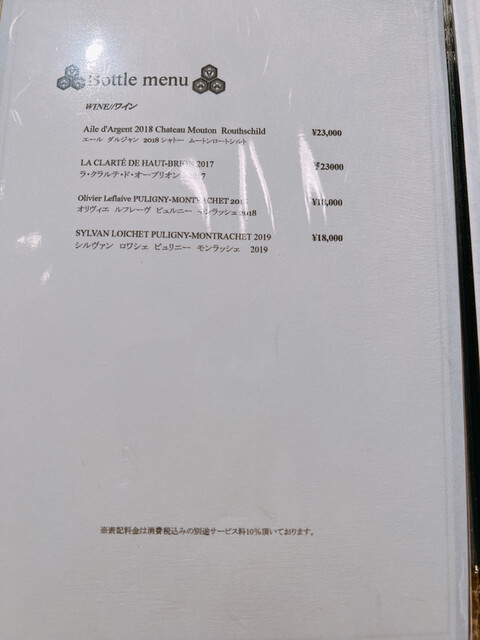 Bottle menu
WINE//ワイン
Aile d'Argent 2018 Chateau Mouton Routhschild ¥23,000
エール ダルジャン 2018 シャトー ムートンロートシルト
LA CLARTÉ DE HAUT-BRION 2017 ¥23000
ラ・クラルテ・ド・オーブリオン 2017
Olivier Leflaive PULIGNY-MONTRACHET ¥18,000
オリヴィエ ルフレーヴ ピュルニー モンラッシェ 2018
SYLVAN LOICHET PULIGNY-MONTRACHET 2019 ¥18,000
シルヴァン ロワシェ ピュリニー モンラッシェ 2019
※表記料金は消費税込みの別途サービス料10%頂いております。